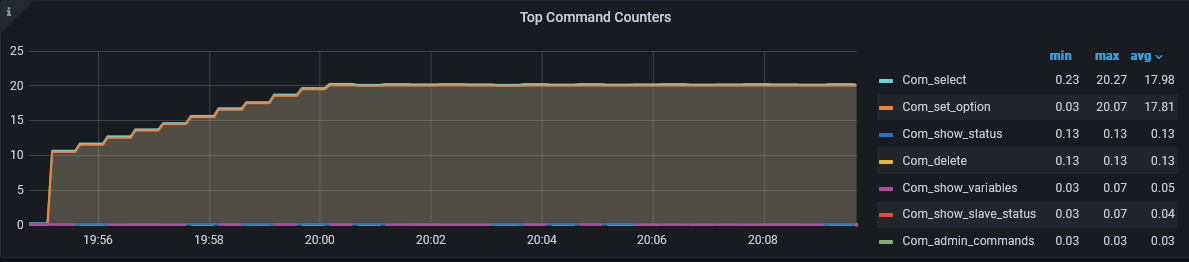 i
Top Command Counters
min max avg
25
20
15
10
5
0
19:56 19:58 20:00 20:02 20:04 20:06 20:08
Com_select 0.23 20.27 17.98
Com_set_option 0.03 20.07 17.81
Com_show_status 0.13 0.13 0.13
Com_delete 0.13 0.13 0.13
Com_show_variables 0.03 0.07 0.05
Com_show_slave_status 0.03 0.07 0.04
Com_admin_commands 0.03 0.03 0.03